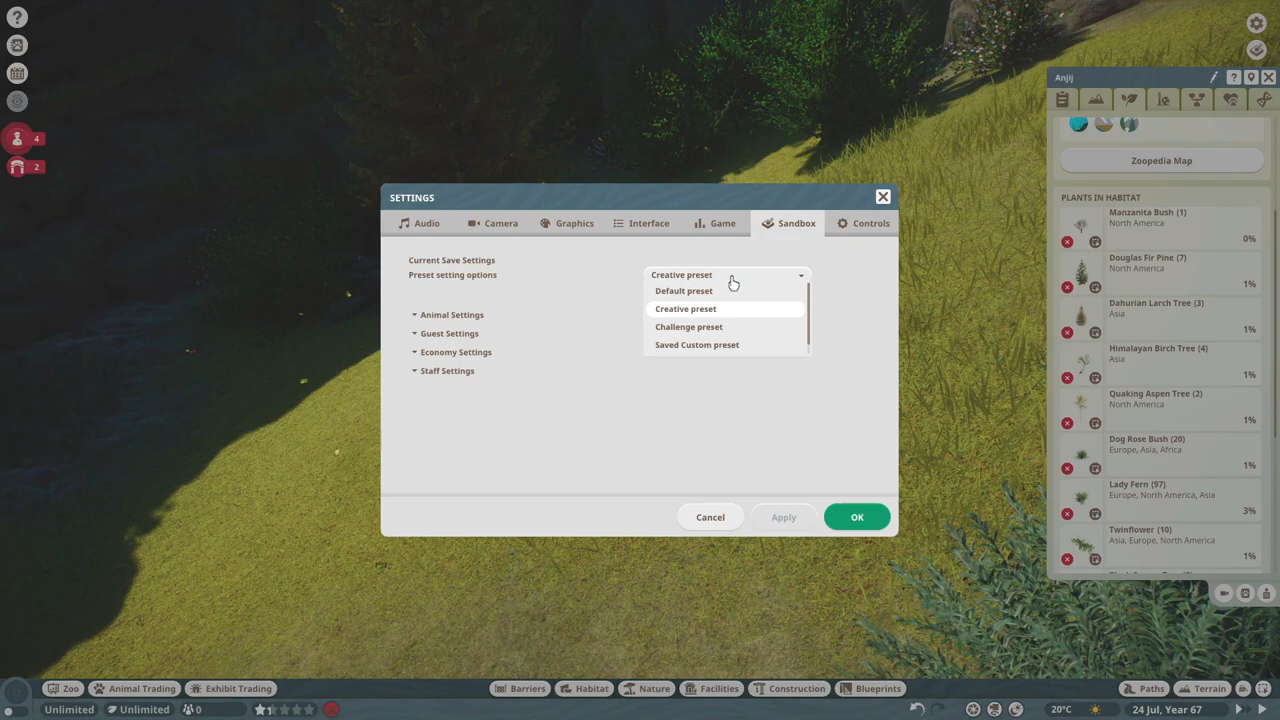 ?
4
2
Anjij
?
Zoopedia Map
PLANTS IN HABITAT
Manzanita Bush (1)
North America
0%
Douglas Fir Pine (7)
North America
1%
Dahurian Larch Tree (3)
Asia
1%
Himalayan Birch Tree (4)
Asia
1%
Quaking Aspen Tree (2)
North America
1%
Dog Rose Bush (20)
Europe, Asia, Africa
1%
Lady Fern (97)
Europe, North America, Asia
3%
Twinflower (10)
Asia, Europe, North America
1%
SETTINGS
Audio
Camera
Graphics
Interface
Game
Sandbox
Controls
Current Save Settings
Preset setting options
Creative preset
Default preset
Creative preset
Challenge preset
Saved Custom preset
Animal Settings
Guest Settings
Economy Settings
Staff Settings
Cancel
Apply
OK
Zoo
Animal Trading
Exhibit Trading
Barriers
Habitat
Nature
Facilities
Construction
Blueprints
Paths
Terrain
Unlimited
Unlimited
0
20°C
24 Jul, Year 67